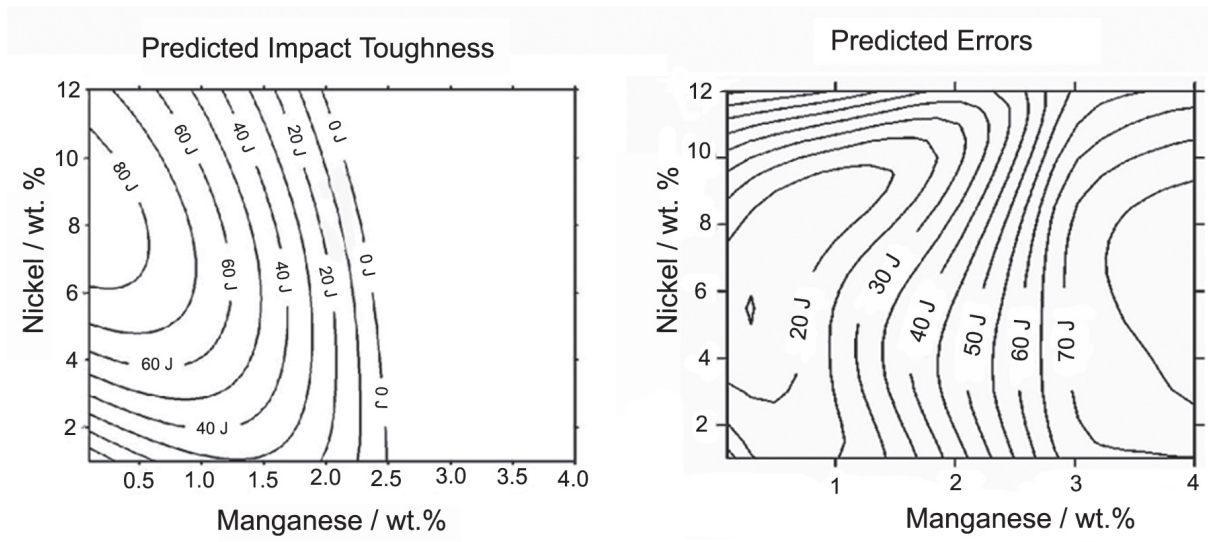 Predicted Impact Toughness
12
10
8
6
4
2
Nickel / wt. %
80 J
60 J
40 J
20 J
0 J
60 J
40 J
20 J
0 J
60 J
40 J
0 J
0.5 1.0 1.5 2.0 2.5 3.0 3.5 4.0
Manganese / wt.%
Predicted Errors
12
10
8
6
4
2
Nickel / wt. %
20 J
30 J
40 J
50 J
60 J
70 J
1 2 3 4
Manganese / wt.%